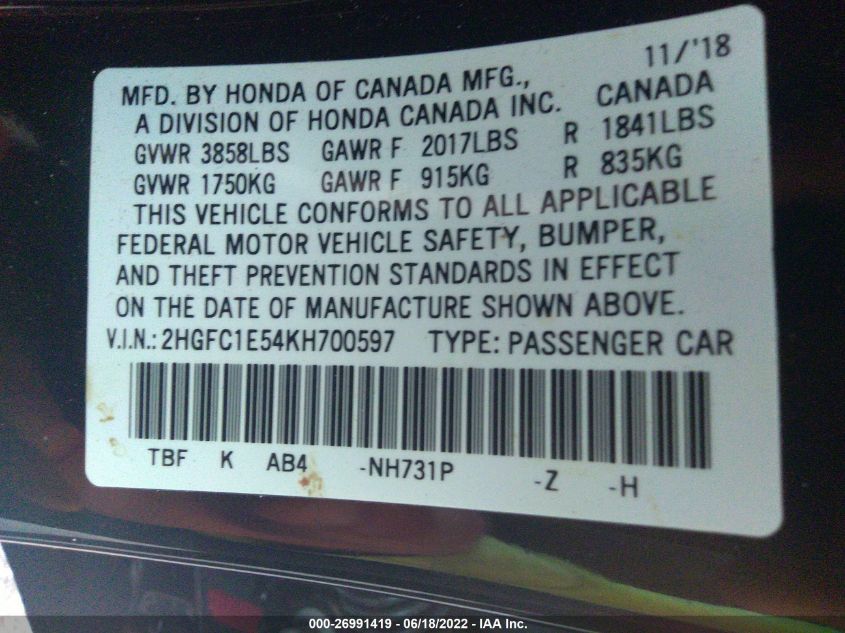 11/'18
MFD. BY HONDA OF CANADA MFG., CANADA
A DIVISION OF HONDA CANADA INC.
GVWR 3858LBS GAWR F 2017LBS R 1841LBS
GVWR 1750KG GAWR F 915KG R 835KG
THIS VEHICLE CONFORMS TO ALL APPLICABLE
FEDERAL MOTOR VEHICLE SAFETY, BUMPER,
AND THEFT PREVENTION STANDARDS IN EFFECT
ON THE DATE OF MANUFACTURE SHOWN ABOVE.
V.I.N.: 2HGFC1E54KH700597 TYPE: PASSENGER CAR
TBF K AB4 -NH731P -Z -H
000-26991419 - 06/18/2022 - IAA Inc.